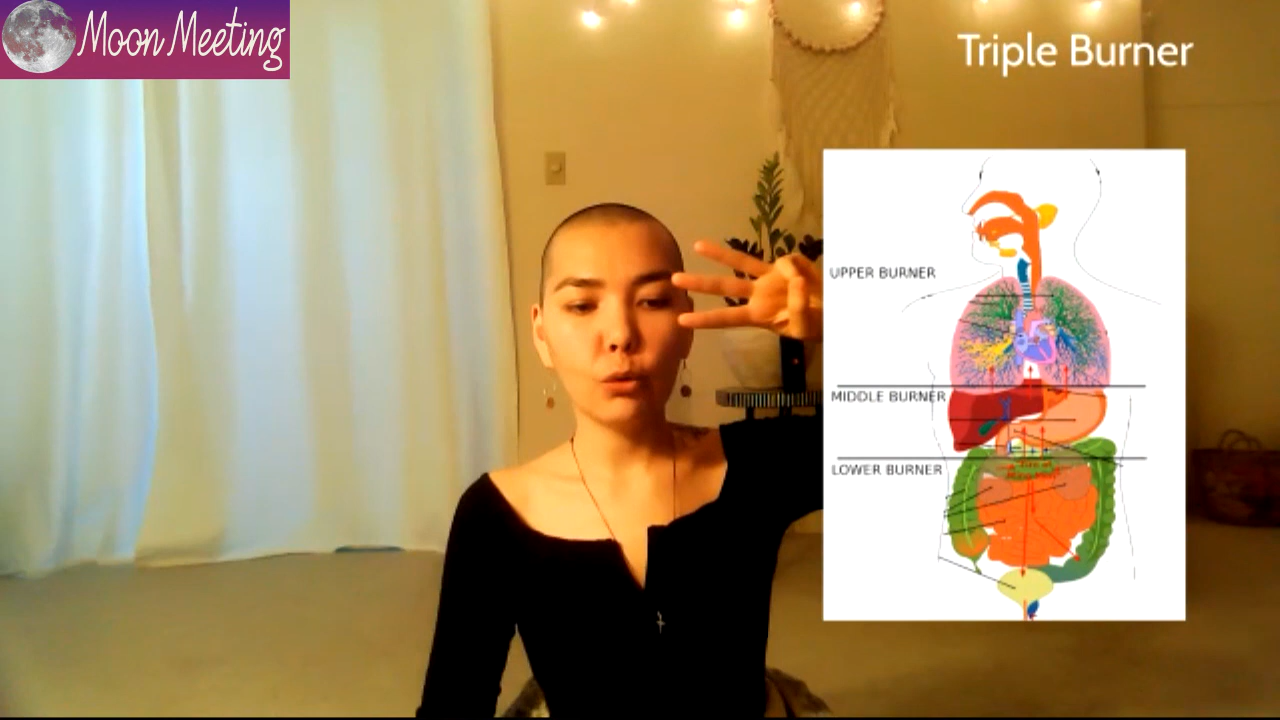 Moon Meeting
Triple Burner
UPPER BURNER
MIDDLE BURNER
LOWER BURNER